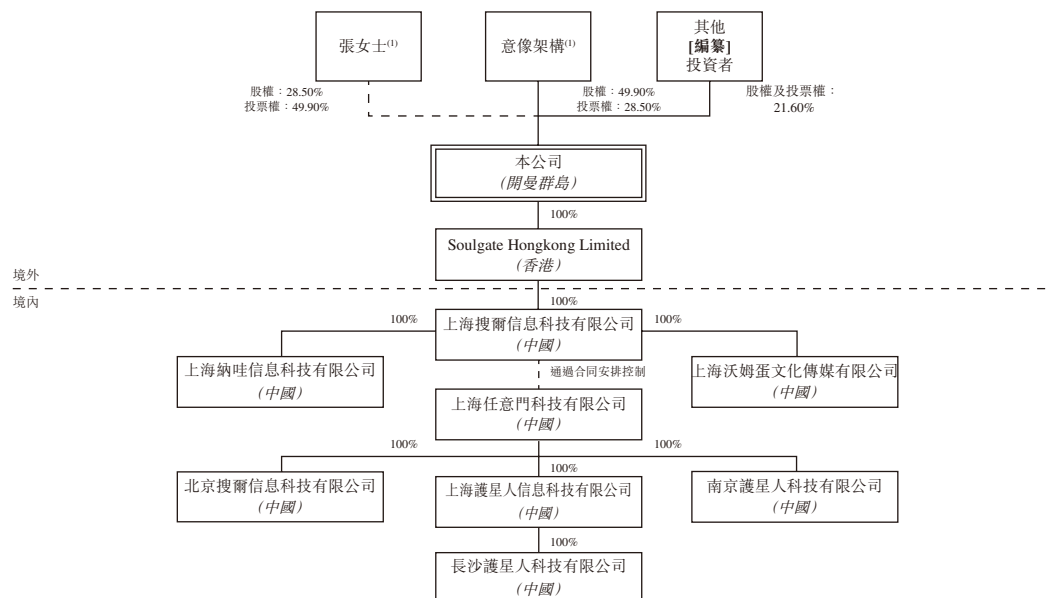 張女士(1)
意像架構(1)
其他
[編纂]
投資者
股權：28.50%
投票權：49.90%
股權：49.90%
投票權：28.50%
股權及投票權：
21.60%
本公司
（開曼群島）
100%
Soulgate Hongkong Limited
（香港）
境外
境內
100%
100%
上海搜爾信息科技有限公司
（中國）
100%
上海納哇信息科技有限公司
（中國）
通過合同安排控制
上海沃姆蛋文化傳媒有限公司
（中國）
上海任意門科技有限公司
（中國）
100%
100%
100%
北京搜爾信息科技有限公司
（中國）
上海護星人信息科技有限公司
（中國）
南京護星人科技有限公司
（中國）
100%
長沙護星人科技有限公司
（中國）